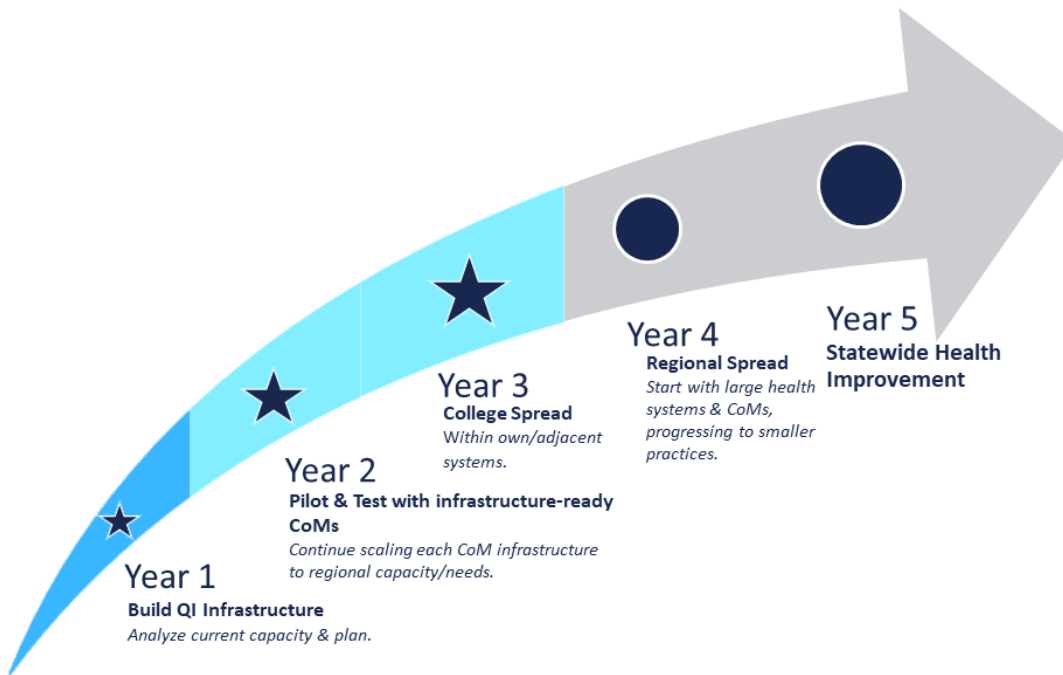 Year 1
Build QI Infrastructure
Analyze current capacity & plan.
Year 2
Pilot & Test with infrastructure-ready
CoMs
Continue scaling each CoM infrastructure
to regional capacity/needs.
Year 3
College Spread
Within own/adjacent
systems.
Year 4
Regional Spread
Start with large health
systems & CoMs,
progressing to smaller
practices.
Year 5
Statewide Health
Improvement